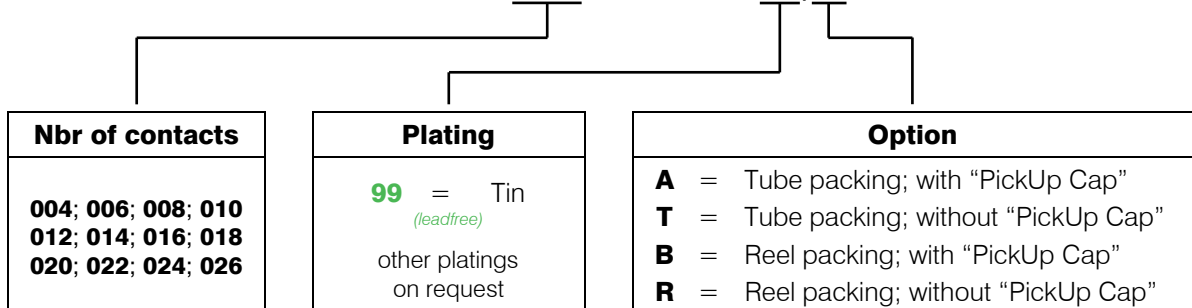 Nbr of contacts
004; 006; 008; 010
012; 014; 016; 018
020; 022; 024; 026
Plating
99 = Tin
(leadfree)
other platings
on request
Option
A = Tube packing; with “PickUp Cap”
T = Tube packing; without “PickUp Cap”
B = Reel packing; with “PickUp Cap”
R = Reel packing; without “PickUp Cap”